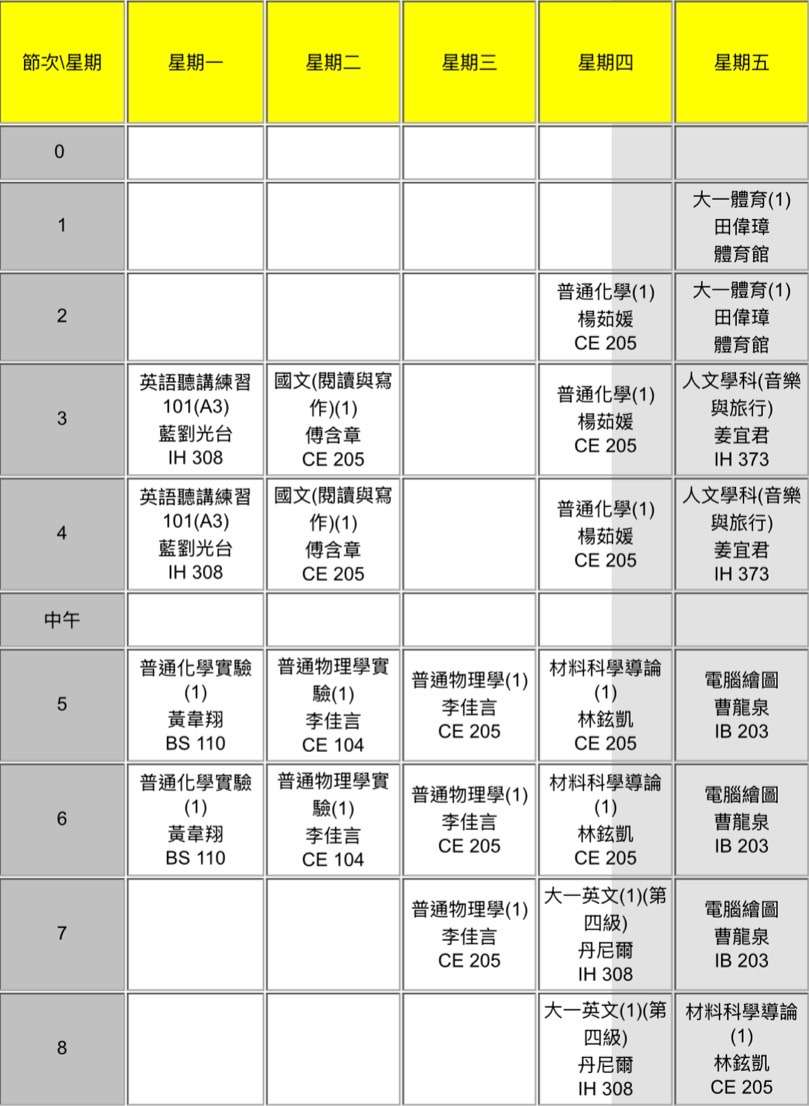 節次\星期
星期一
星期二
星期三
星期四
星期五
0
1
大一體育(1)
田偉璋
體育館
2
普通化學(1)
楊茹媛
CE 205
大一體育(1)
田偉璋
體育館
3
英語聽講練習
101(A3)
藍劉光台
IH 308
國文(閱讀與寫
作)(1)
傅含章
CE 205
普通化學(1)
楊茹媛
CE 205
人文學科(音樂
與旅行)
姜宜君
IH 373
4
英語聽講練習
101(A3)
藍劉光台
IH 308
國文(閱讀與寫
作)(1)
傅含章
CE 205
普通化學(1)
楊茹媛
CE 205
人文學科(音樂
與旅行)
姜宜君
IH 373
中午
5
普通化學實驗
(1)
黃韋翔
BS 110
普通物理學實
驗(1)
李佳言
CE 104
普通物理學(1)
李佳言
CE 205
材料科學導論
(1)
林鉉凱
CE 205
電腦繪圖
曹龍泉
IB 203
6
普通化學實驗
(1)
黃韋翔
BS 110
普通物理學實
驗(1)
李佳言
CE 104
普通物理學(1)
李佳言
CE 205
材料科學導論
(1)
林鉉凱
CE 205
電腦繪圖
曹龍泉
IB 203
7
普通物理學(1)
李佳言
CE 205
大一英文(1)(第
四級)
丹尼爾
IH 308
電腦繪圖
曹龍泉
IB 203
8
大一英文(1)(第
四級)
丹尼爾
IH 308
材料科學導論
(1)
林鉉凱
CE 205